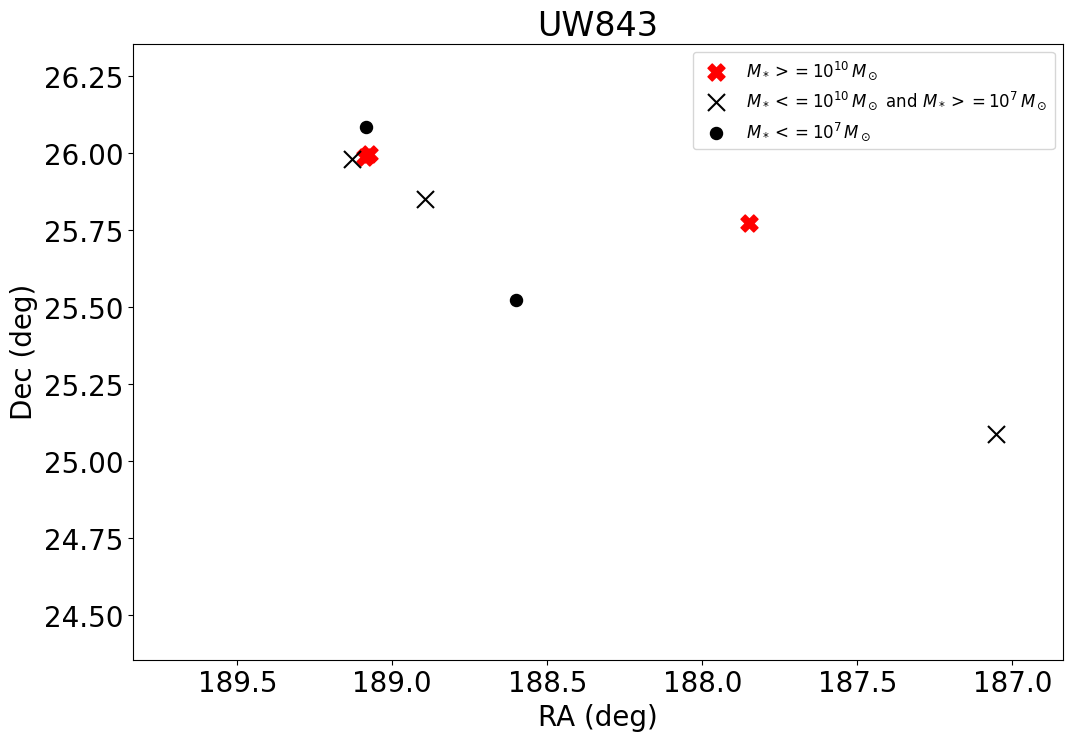 UW843
M* >= 10^10 M⊙
M* <= 10^10 M⊙ and M* >= 10^7 M⊙
M* <= 10^7 M⊙
26.25
26.00
25.75
25.50
25.25
25.00
24.75
24.50
Dec (deg)
189.5 189.0 188.5 188.0 187.5 187.0
RA (deg)